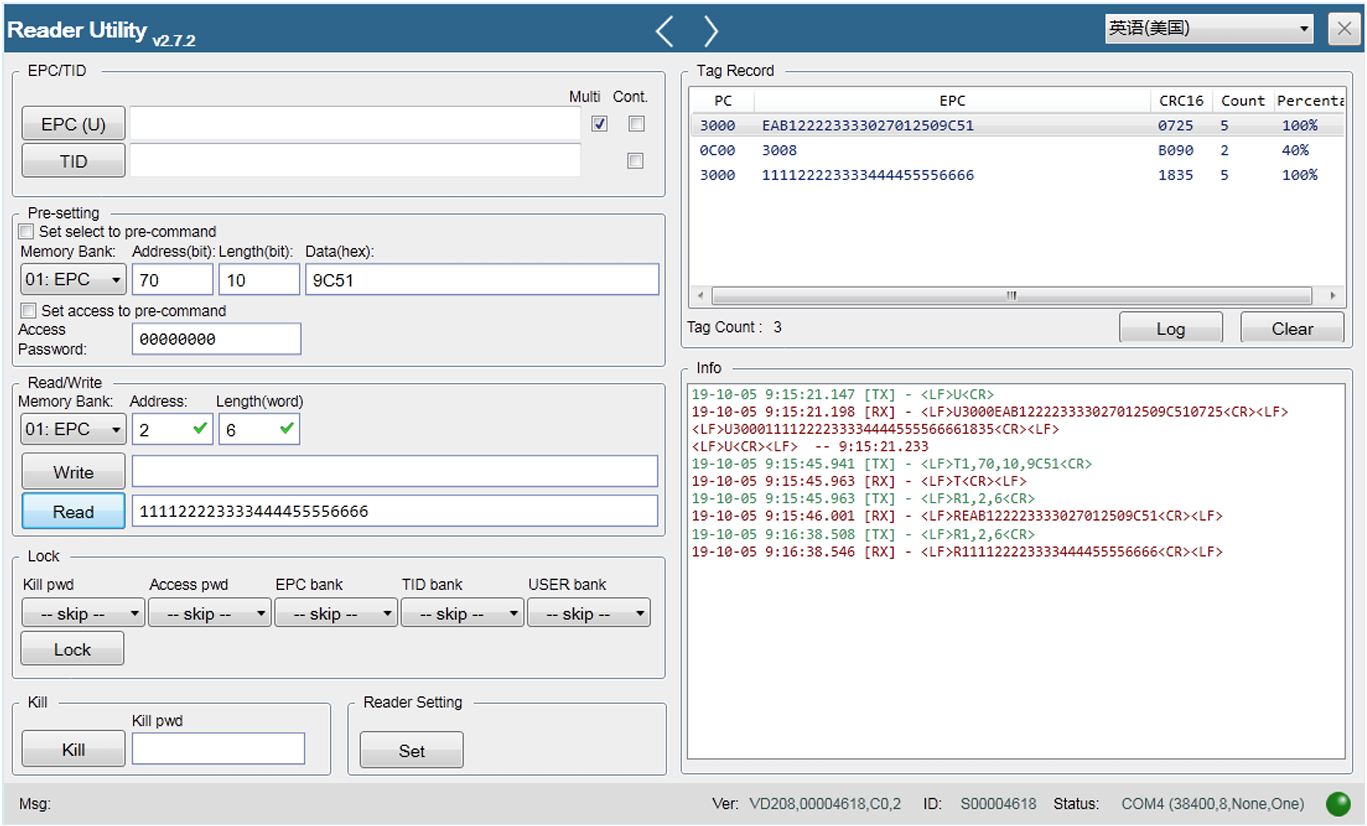 Reader Utility v2.7.2
英语(美国)
EPC/TID
Multi Cont.
EPC (U)
TID
Pre-setting
Set select to pre-command
Memory Bank: Address(bit): Length(bit): Data(hex):
01: EPC 70 10 9C51
Set access to pre-command
Access
Password:
00000000
Read/Write
Memory Bank: Address: Length(word)
01: EPC 2 6
Write
Read 111122223333444455556666
Lock
Kill pwd Access pwd EPC bank TID bank USER bank
-- skip -- -- skip -- -- skip -- -- skip -- -- skip --
Lock
Kill
Kill pwd
Kill
Reader Setting
Set
Tag Record
PC EPC CRC16 Count Percenta
3000 EAB122223333027012509C51 0725 5 100%
0C00 3008 B090 2 40%
3000 111122223333444455556666 1835 5 100%
Tag Count : 3
Log Clear
Info
19-10-05 9:15:21.147 [TX] - <LF>U<CR>
19-10-05 9:15:21.198 [RX] - <LF>U3000EAB122223333027012509C510725<CR><LF>
<LF>U30001111222233334444555566661835<CR><LF>
<LF>U<CR><LF> -- 9:15:21.233
19-10-05 9:15:45.941 [TX] - <LF>T1,70,10,9C51<CR>
19-10-05 9:15:45.963 [RX] - <LF>T<CR><LF>
19-10-05 9:15:45.963 [TX] - <LF>R1,2,6<CR>
19-10-05 9:15:46.001 [RX] - <LF>REAB122223333027012509C51<CR><LF>
19-10-05 9:16:38.508 [TX] - <LF>R1,2,6<CR>
19-10-05 9:16:38.546 [RX] - <LF>R111122223333444455556666<CR><LF>
Msg:
Ver: VD208,00004618,C0,2 ID: S00004618 Status: COM4 (38400,8,None,One)